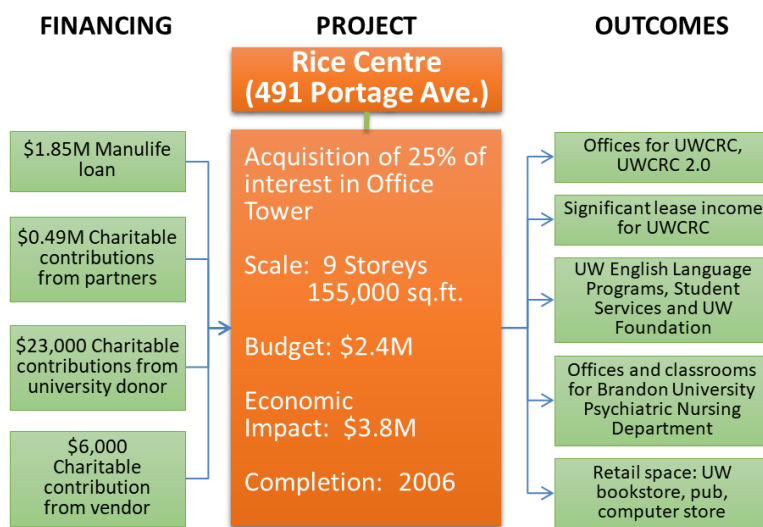 FINANCING
PROJECT
OUTCOMES
Rice Centre
(491 Portage Ave.)
$1.85M Manulife
loan
$0.49M Charitable
contributions
from partners
$23,000 Charitable
contributions from
university donor
$6,000
Charitable
contribution
from vendor
Acquisition of 25% of
interest in Office
Tower
Scale: 9 Storeys
155,000 sq.ft.
Budget: $2.4M
Economic
Impact: $3.8M
Completion: 2006
Offices for UWCRC,
UWCRC 2.0
Significant lease income
for UWCRC
UW English Language
Programs, Student
Services and UW
Foundation
Offices and classrooms
for Brandon University
Psychiatric Nursing
Department
Retail space: UW
bookstore, pub,
computer store